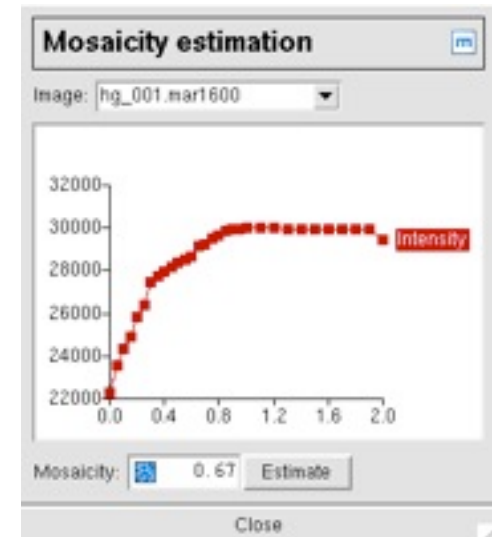 Mosaicity estimation m
Image: hg_001.mar1600
32000
30000
Intensity
28000
26000
24000
22000
0.0 0.4 0.8 1.2 1.6 2.0
Mosaicity: 0.67 Estimate
Close